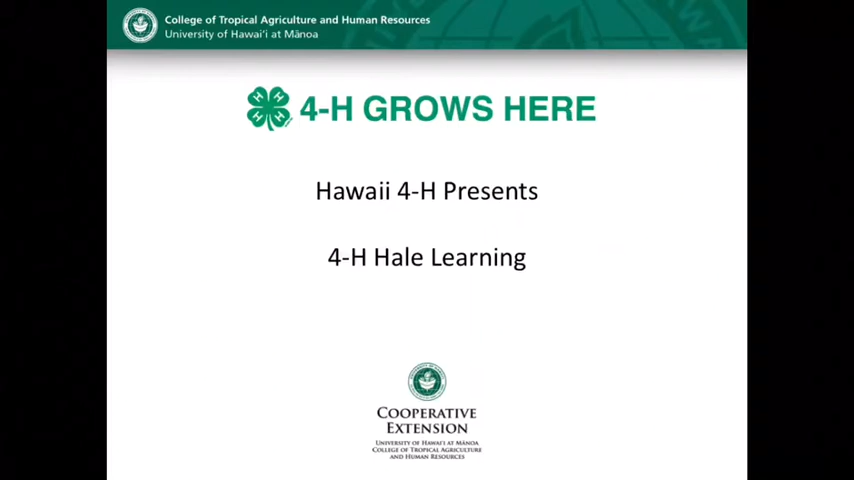 College of Tropical Agriculture and Human Resources
University of Hawai‘i at Mānoa
4-H GROWS HERE
Hawaii 4-H Presents
4-H Hale Learning
COOPERATIVE
EXTENSION
UNIVERSITY OF HAWAI‘I AT MĀNOA
COLLEGE OF TROPICAL AGRICULTURE
AND HUMAN RESOURCES